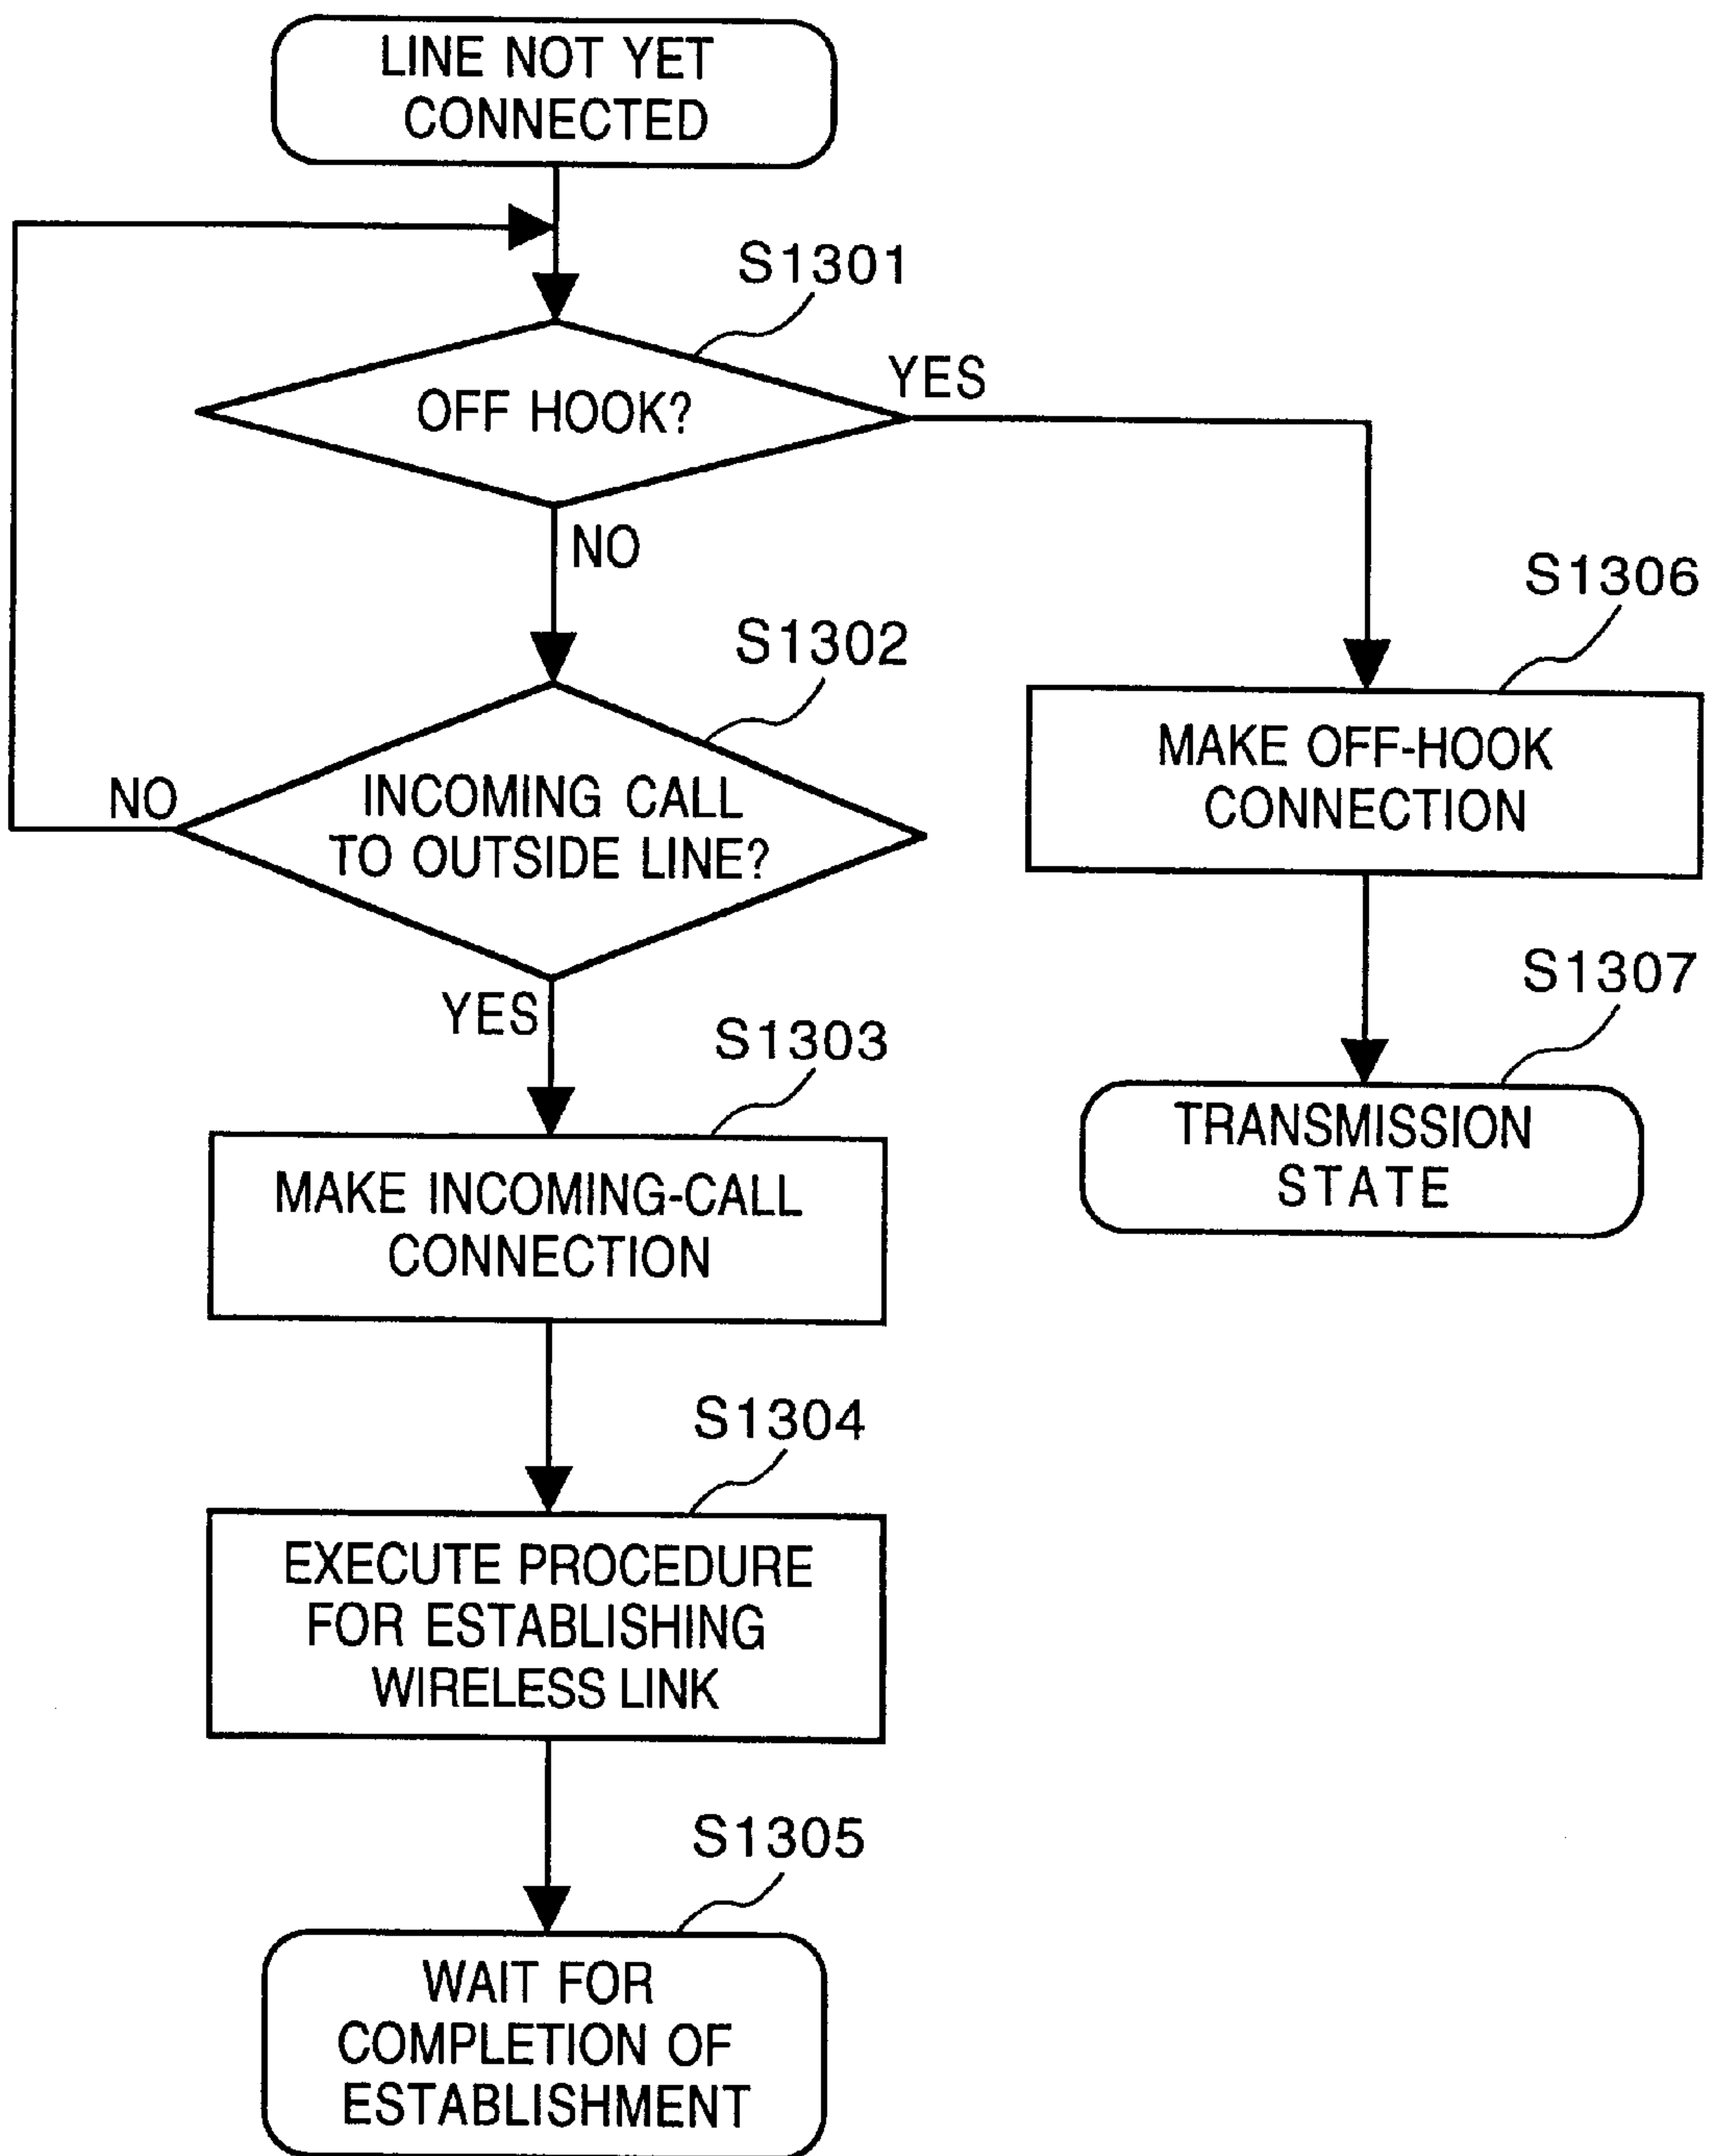 LINE NOT YET
CONNECTED
S1301
OFF HOOK?
YES
NO
S1306
MAKE OFF-HOOK
CONNECTION
S1302
INCOMING CALL
TO OUTSIDE LINE?
NO
YES
S1307
TRANSMISSION
STATE
S1303
MAKE INCOMING-CALL
CONNECTION
S1304
EXECUTE PROCEDURE
FOR ESTABLISHING
WIRELESS LINK
S1305
WAIT FOR
COMPLETION OF
ESTABLISHMENT